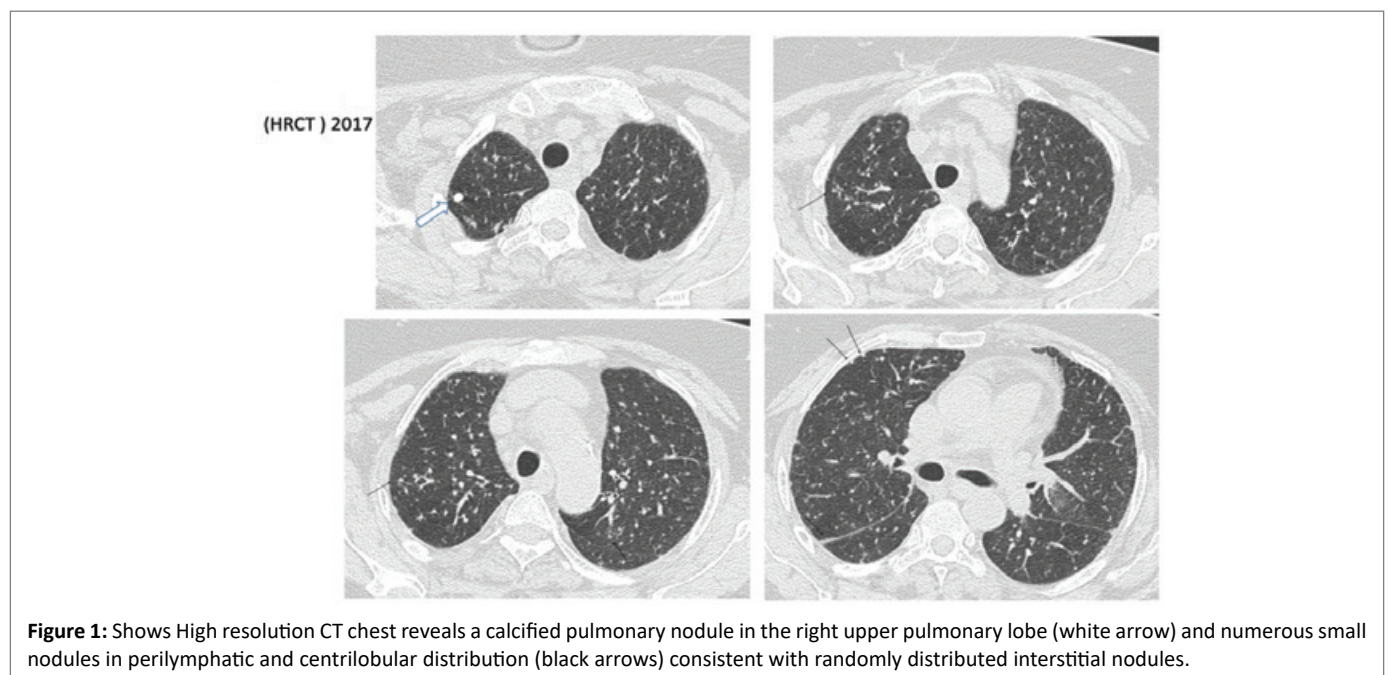 (HRCT ) 2017
Figure 1: Shows High resolution CT chest reveals a calcified pulmonary nodule in the right upper pulmonary lobe (white arrow) and numerous small
nodules in perilymphatic and centrilobular distribution (black arrows) consistent with randomly distributed interstitial nodules.